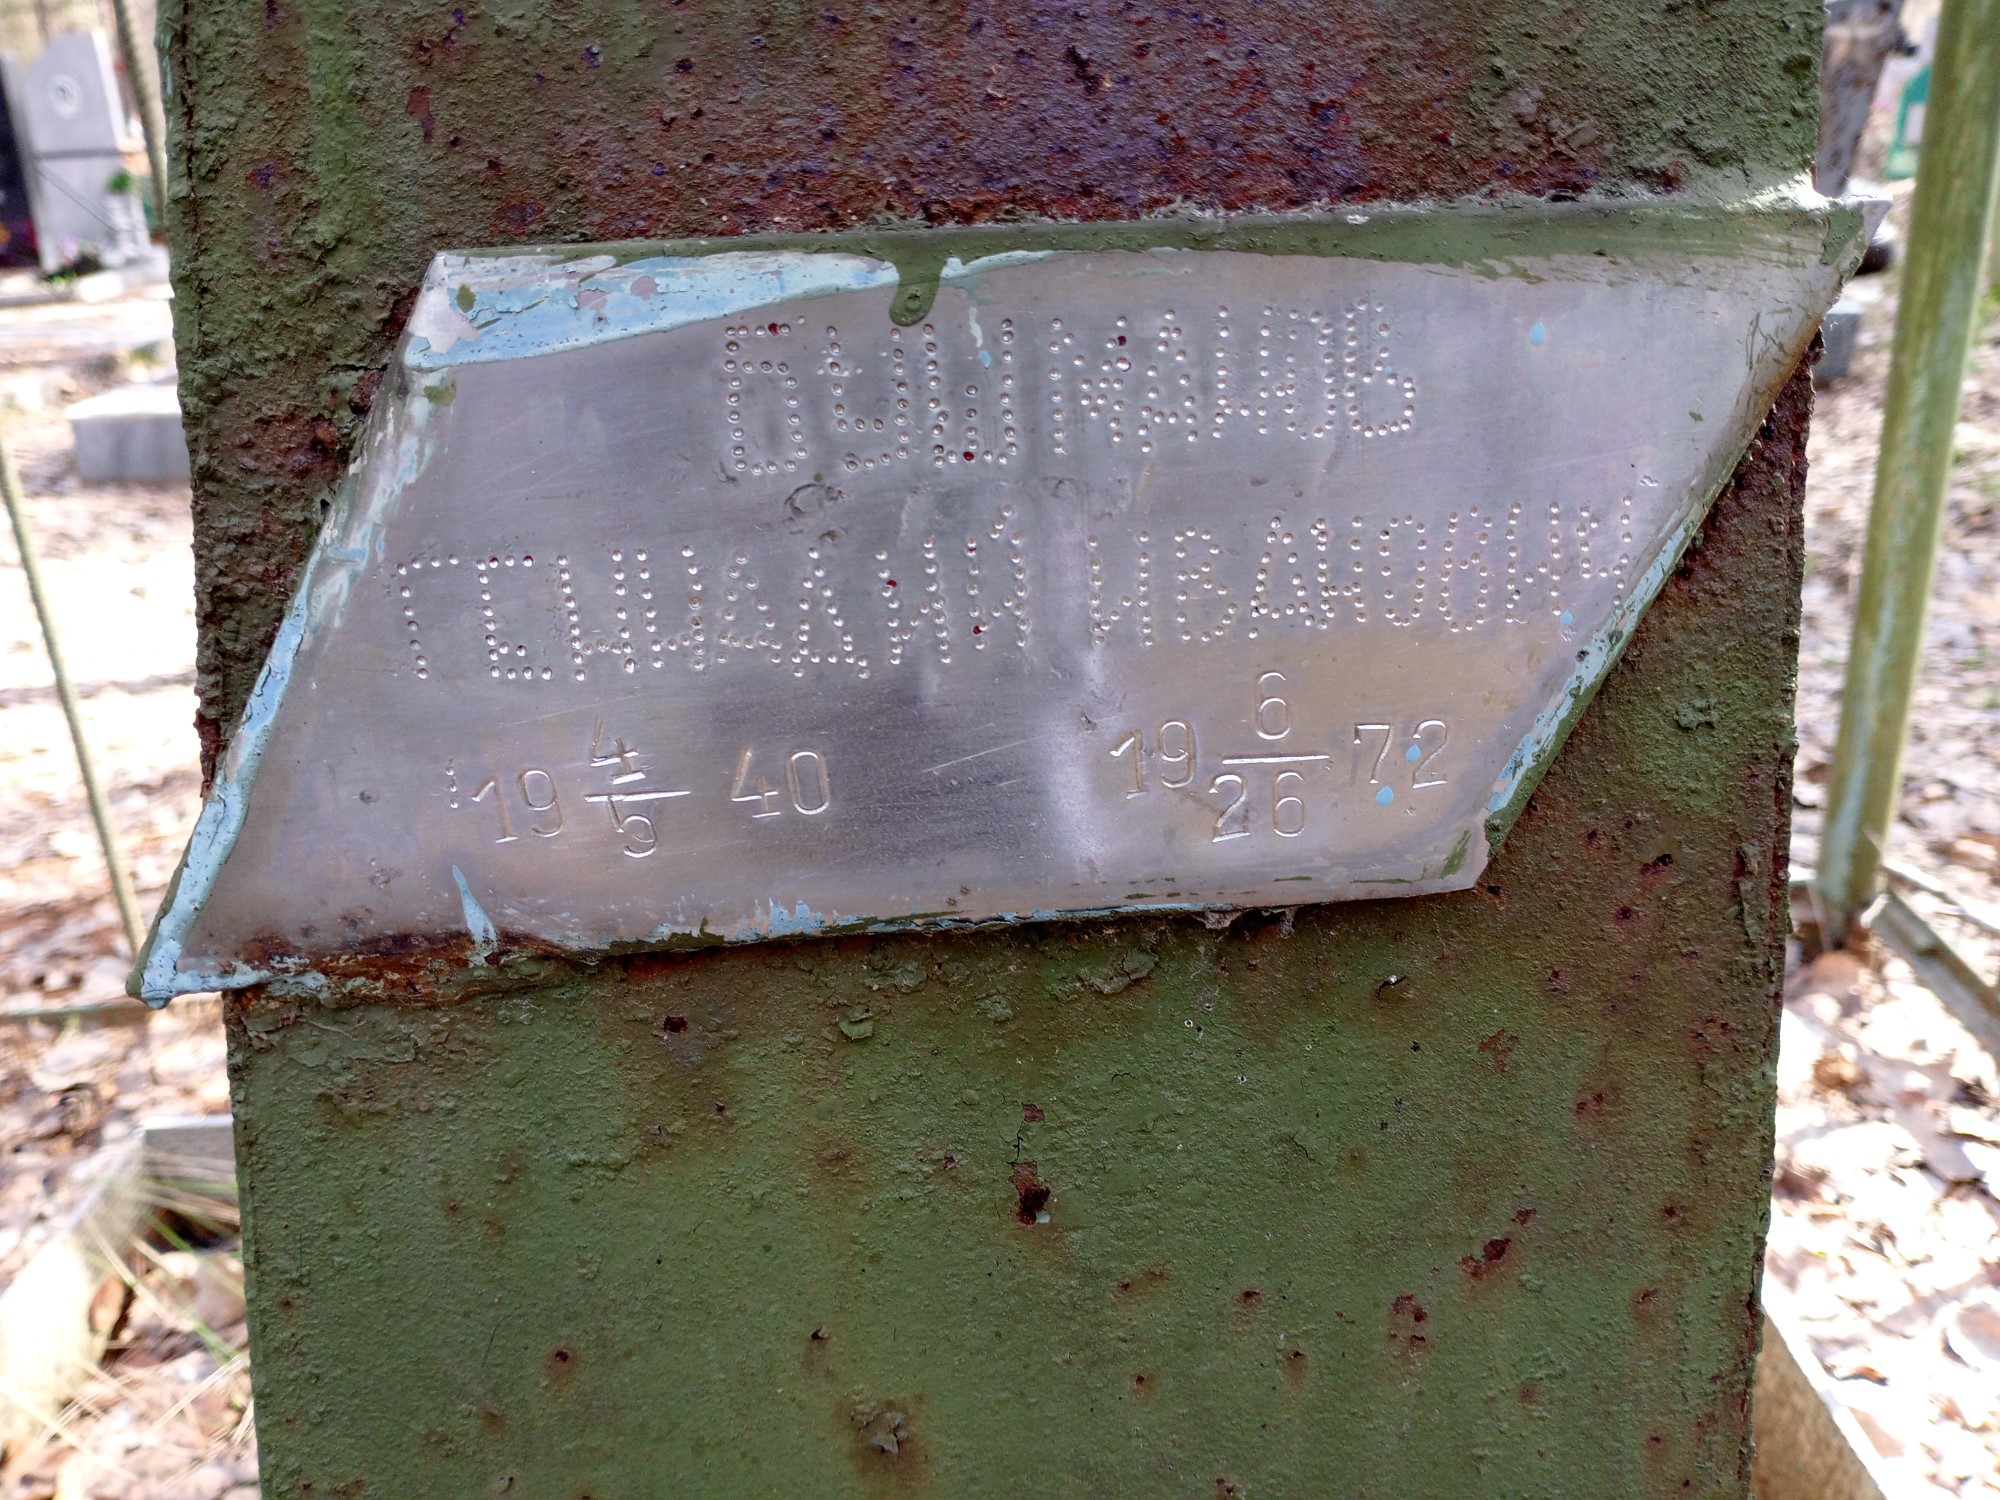 БУШМАНОВ
ГЕННАДИЙ ИВАНОВИЧ
19 4/5 40 19 6/26 72